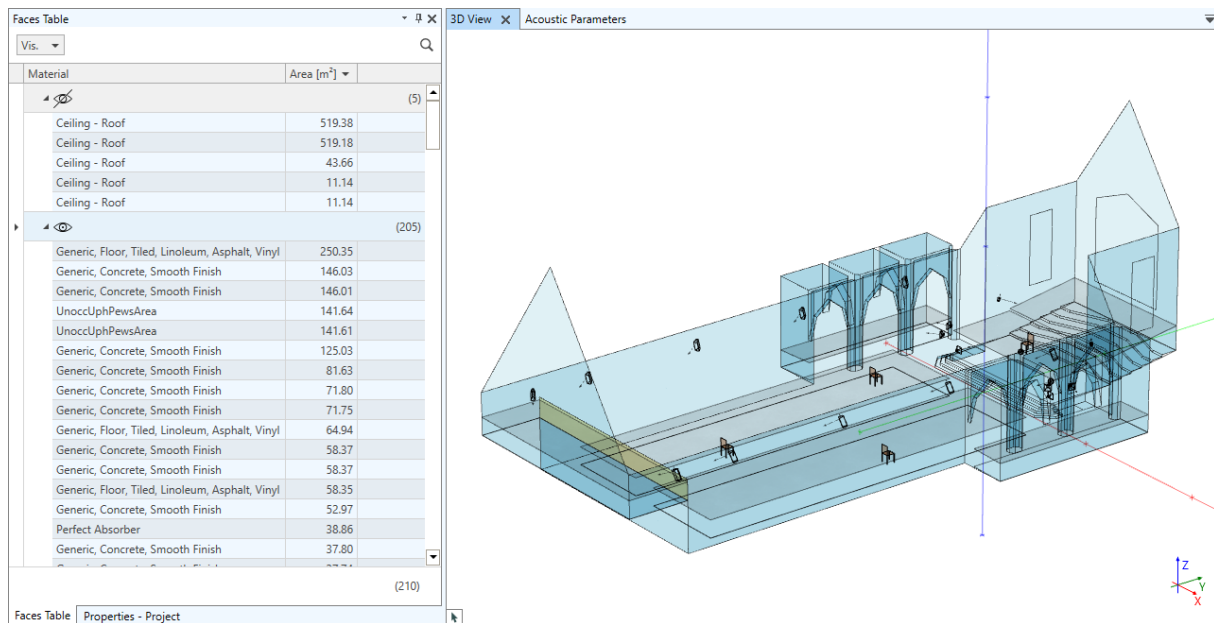 Faces Table
Vis.
Material Area [m²]
(5)
Ceiling - Roof 519.38
Ceiling - Roof 519.18
Ceiling - Roof 43.66
Ceiling - Roof 11.14
Ceiling - Roof 11.14
(205)
Generic, Floor, Tiled, Linoleum, Asphalt, Vinyl 250.35
Generic, Concrete, Smooth Finish 146.03
Generic, Concrete, Smooth Finish 146.01
UnoccUphPewsArea 141.64
UnoccUphPewsArea 141.61
Generic, Concrete, Smooth Finish 125.03
Generic, Concrete, Smooth Finish 81.63
Generic, Concrete, Smooth Finish 71.80
Generic, Concrete, Smooth Finish 71.75
Generic, Floor, Tiled, Linoleum, Asphalt, Vinyl 64.94
Generic, Concrete, Smooth Finish 58.37
Generic, Concrete, Smooth Finish 58.37
Generic, Floor, Tiled, Linoleum, Asphalt, Vinyl 58.35
Generic, Concrete, Smooth Finish 52.97
Perfect Absorber 38.86
Generic, Concrete, Smooth Finish 37.80
(210)
Faces Table Properties - Project
3D View Acoustic Parameters
Z
Y
X